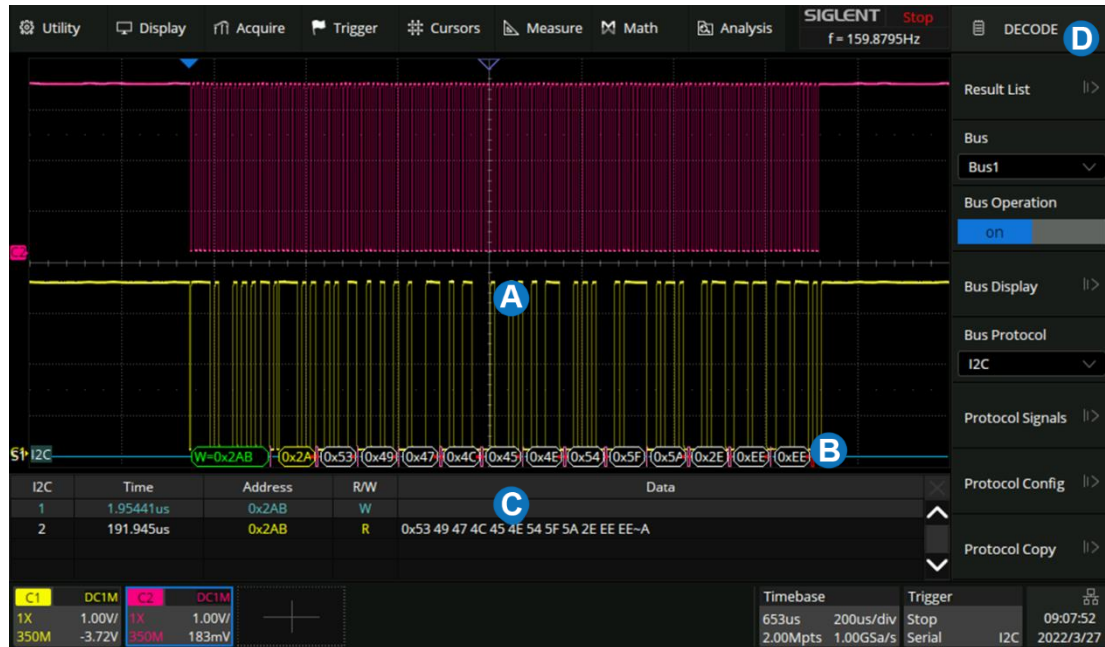 Utility Display Acquire Trigger Cursors Measure Math Analysis SIGLENT Stop DECODE D
f = 159.8795Hz
Result List
Bus
Bus1
Bus Operation
on
C2
A
Bus Display
Bus Protocol
I2C
Protocol Signals
S1 I2C W=0x2AB 0x2A 0x53 0x49 0x47 0x4C 0x45 0x4E 0x54 0x5F 0x5A 0x2E 0xEE 0xEE B
I2C Time Address R/W Data
Protocol Config
1 1.95441us 0x2AB W C
2 191.945us 0x2AB R 0x53 49 47 4C 45 4E 54 5F 5A 2E EE EE~A
Protocol Copy
C1 DC1M C2 DC1M Timebase Trigger
1X 1.00V/ 1X 1.00V/ 653us 200us/div Stop 09:07:52
350M -3.72V 350M 183mV 2.00Mpts 1.00GSa/s Serial I2C 2022/3/27